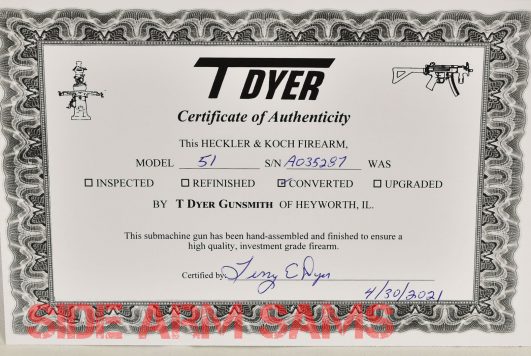 T DYER
Certificate of Authenticity
This HECKLER & KOCH FIREARM,
MODEL 51 S/N A035297 WAS
☐ INSPECTED ☐ REFINISHED ☑ CONVERTED ☐ UPGRADED
BY T DYER GUNSMITH OF HEYWORTH, IL.
This submachine gun has been hand-assembled and finished to ensure a
high quality, investment grade firearm.
Certified by: Terry E Dyer
4/30/2021
SIDE ARM SAMS